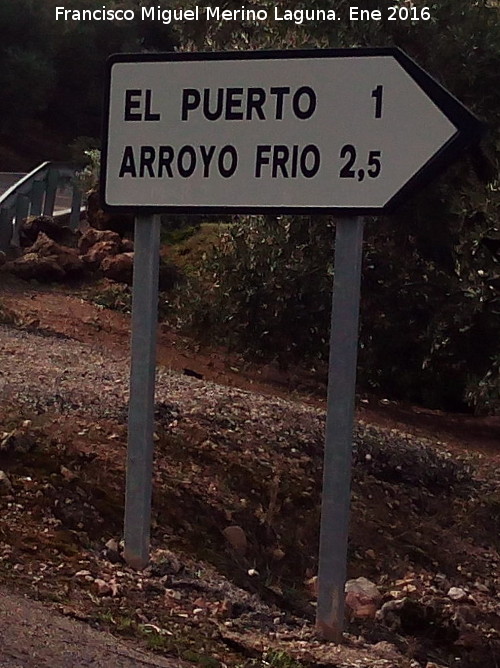 Francisco Miguel Merino Laguna. Ene 2016
EL PUERTO 1
ARROYO FRIO 2,5